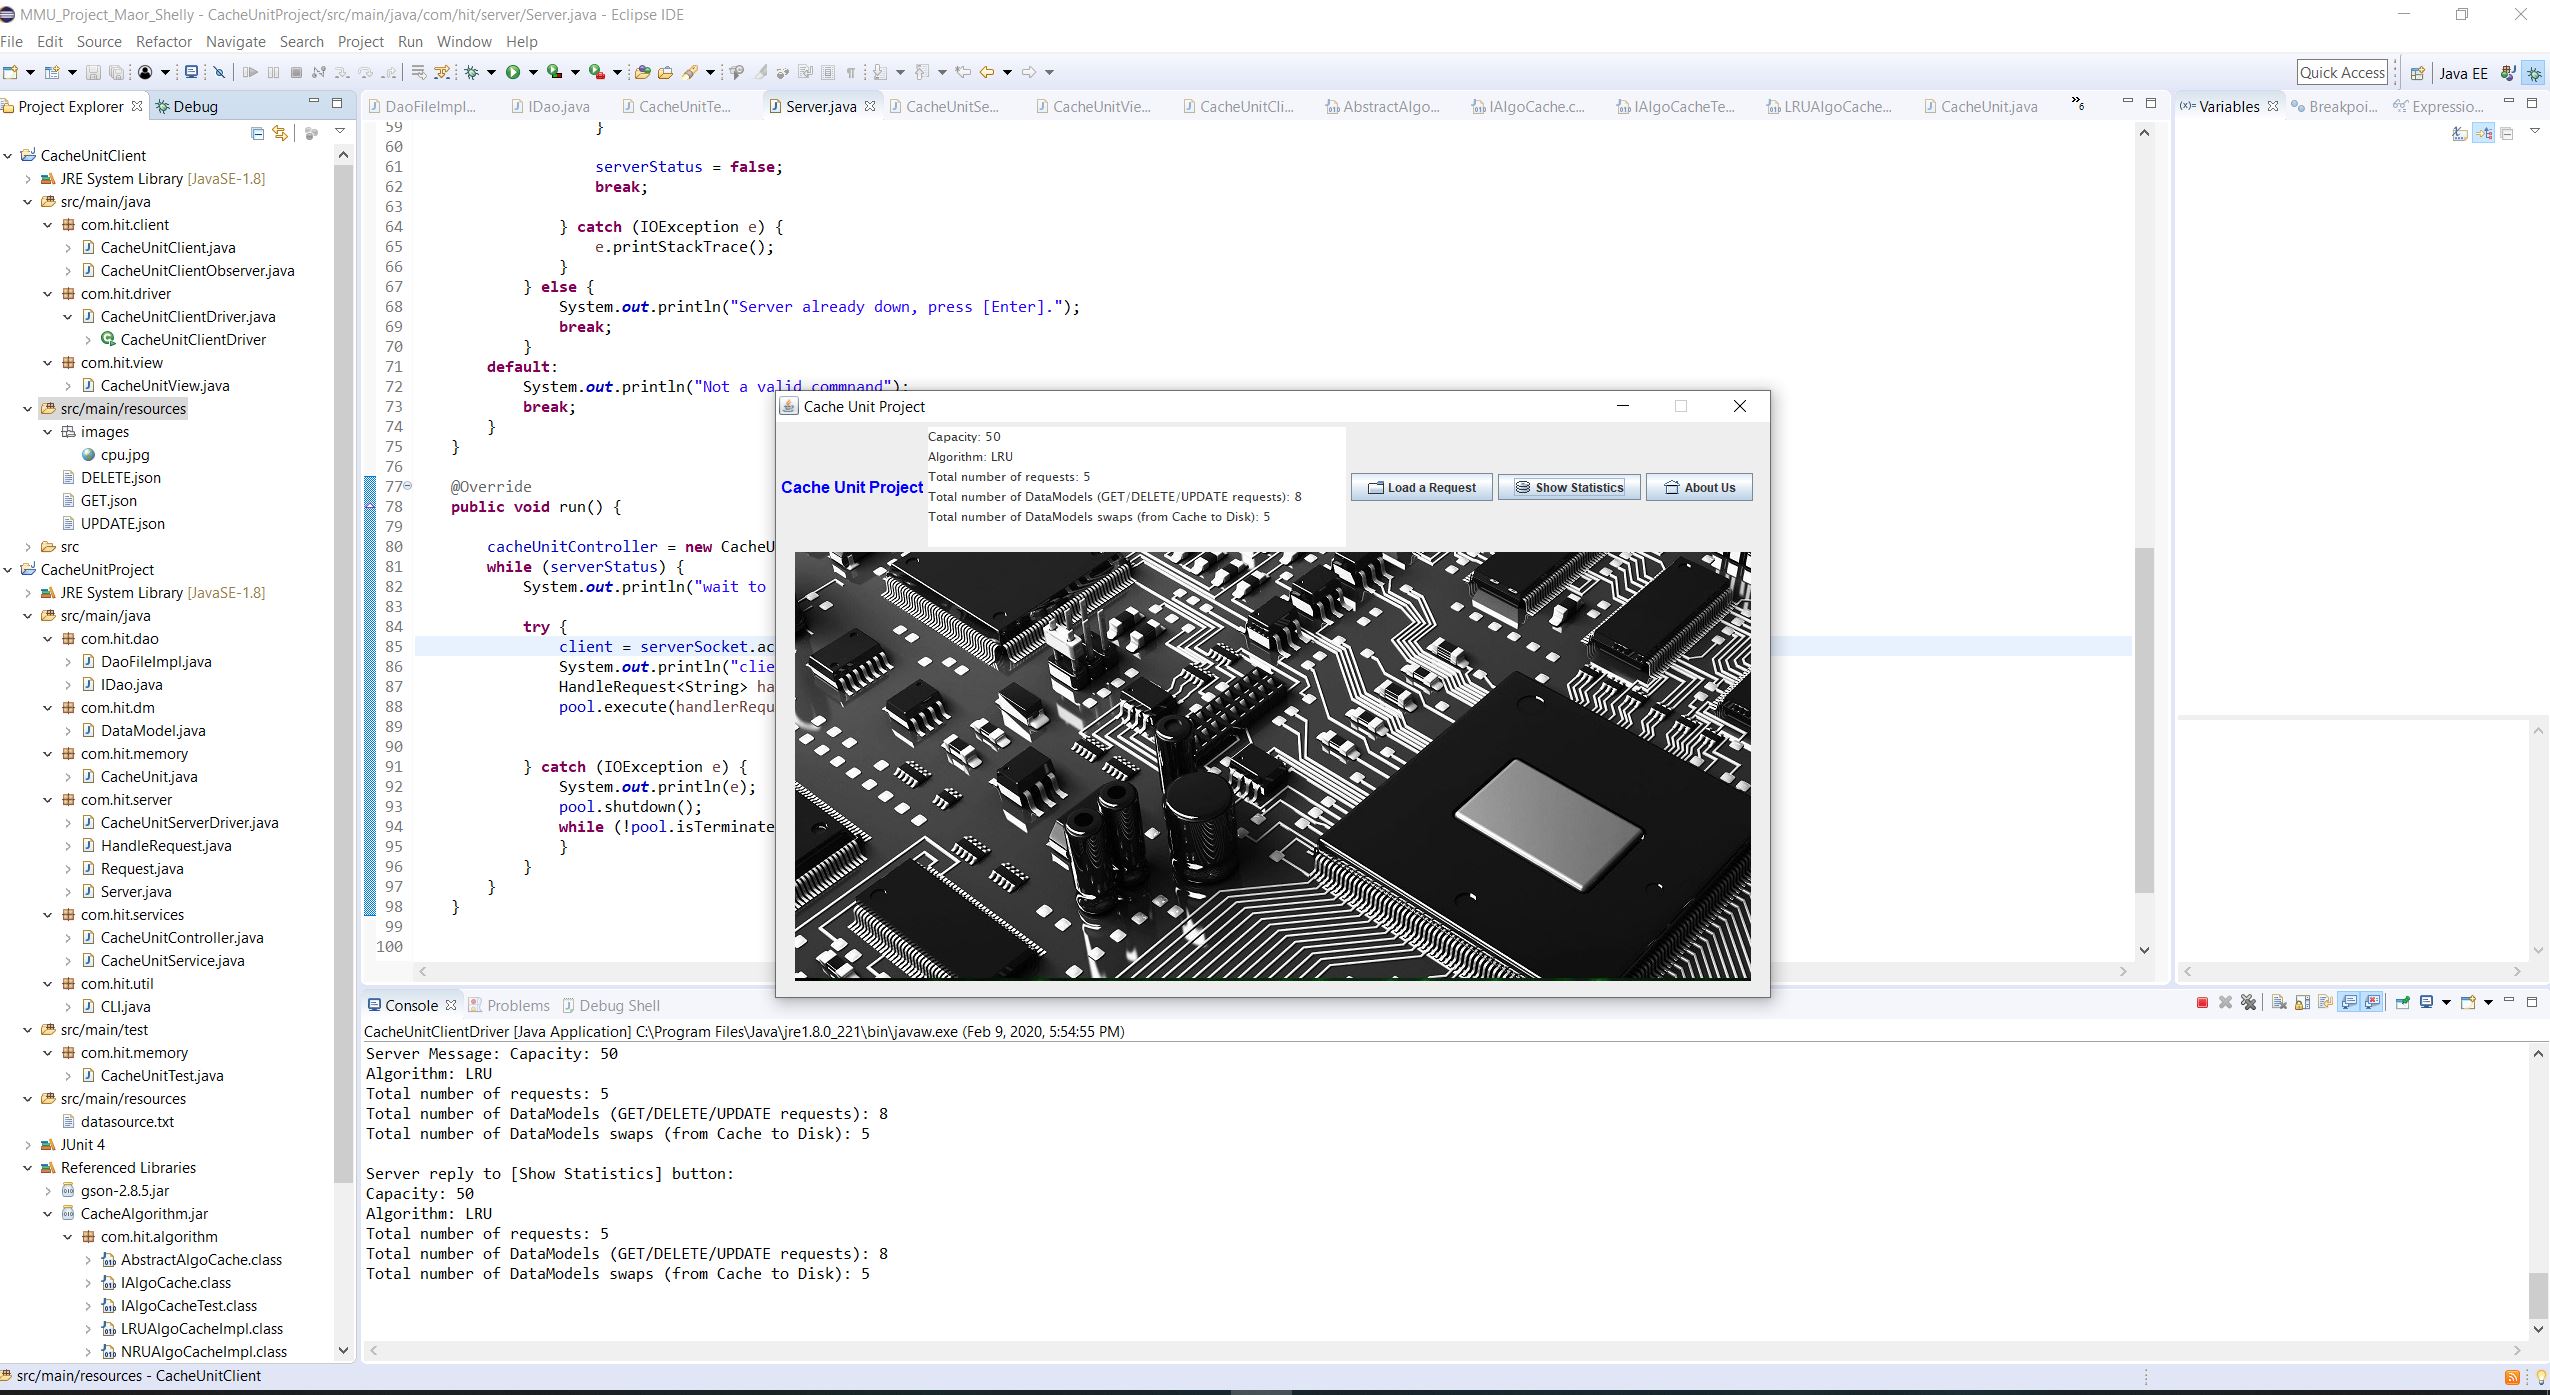 MMU_Project_Maor_Shelly - CacheUnitProject/src/main/java/com/hit/server/Server.java - Eclipse IDE
File Edit Source Refactor Navigate Search Project Run Window Help
Quick Access
Java EE
Project Explorer
Debug
CacheUnitClient
JRE System Library [JavaSE-1.8]
src/main/java
com.hit.client
CacheUnitClient.java
CacheUnitClientObserver.java
com.hit.driver
CacheUnitClientDriver.java
CacheUnitClientDriver
com.hit.view
CacheUnitView.java
src/main/resources
images
cpu.jpg
DELETE.json
GET.json
UPDATE.json
src
CacheUnitProject
JRE System Library [JavaSE-1.8]
src/main/java
com.hit.dao
DaoFileImpl.java
IDao.java
com.hit.dm
DataModel.java
com.hit.memory
CacheUnit.java
com.hit.server
CacheUnitServerDriver.java
HandleRequest.java
Request.java
Server.java
com.hit.services
CacheUnitController.java
CacheUnitService.java
com.hit.util
CLI.java
src/main/test
com.hit.memory
CacheUnitTest.java
src/main/resources
datasource.txt
JUnit 4
Referenced Libraries
gson-2.8.5.jar
CacheAlgorithm.jar
com.hit.algorithm
AbstractAlgoCache.class
IAlgoCache.class
IAlgoCacheTest.class
LRUAlgoCacheImpl.class
NRUAlgoCacheImpl.class
DaoFileImpl... IDao.java CacheUnitTe... Server.java CacheUnitSe... CacheUnitVie... CacheUnitCli... AbstractAlgo... IAlgoCache.c... IAlgoCacheTe... LRUAlgoCache... CacheUnit.java »6
59 }
60
61 serverStatus = false;
62 break;
63
64 } catch (IOException e) {
65 e.printStackTrace();
66 }
67 } else {
68 System.out.println("Server already down, press [Enter].");
69 break;
70 }
71 default:
72 System.out.println("Not a valid commnand");
73 break;
74 }
75 }
76
77 @Override
78 public void run() {
79
80 cacheUnitController = new CacheU
81 while (serverStatus) {
82 System.out.println("wait to
83
84 try {
85 client = serverSocket.ac
86 System.out.println("clie
87 HandleRequest<String> ha
88 pool.execute(handlerRequ
89
90
91 } catch (IOException e) {
92 System.out.println(e);
93 pool.shutdown();
94 while (!pool.isTerminate
95 }
96 }
97 }
98 }
99
100
Cache Unit Project
Cache Unit Project
Capacity: 50
Algorithm: LRU
Total number of requests: 5
Total number of DataModels (GET/DELETE/UPDATE requests): 8
Total number of DataModels swaps (from Cache to Disk): 5
Load a Request
Show Statistics
About Us
(x)= Variables Breakpoi... Expressio...
Console Problems Debug Shell
CacheUnitClientDriver [Java Application] C:\Program Files\Java\jre1.8.0_221\bin\javaw.exe (Feb 9, 2020, 5:54:55 PM)
Server Message: Capacity: 50
Algorithm: LRU
Total number of requests: 5
Total number of DataModels (GET/DELETE/UPDATE requests): 8
Total number of DataModels swaps (from Cache to Disk): 5
Server reply to [Show Statistics] button:
Capacity: 50
Algorithm: LRU
Total number of requests: 5
Total number of DataModels (GET/DELETE/UPDATE requests): 8
Total number of DataModels swaps (from Cache to Disk): 5
src/main/resources - CacheUnitClient